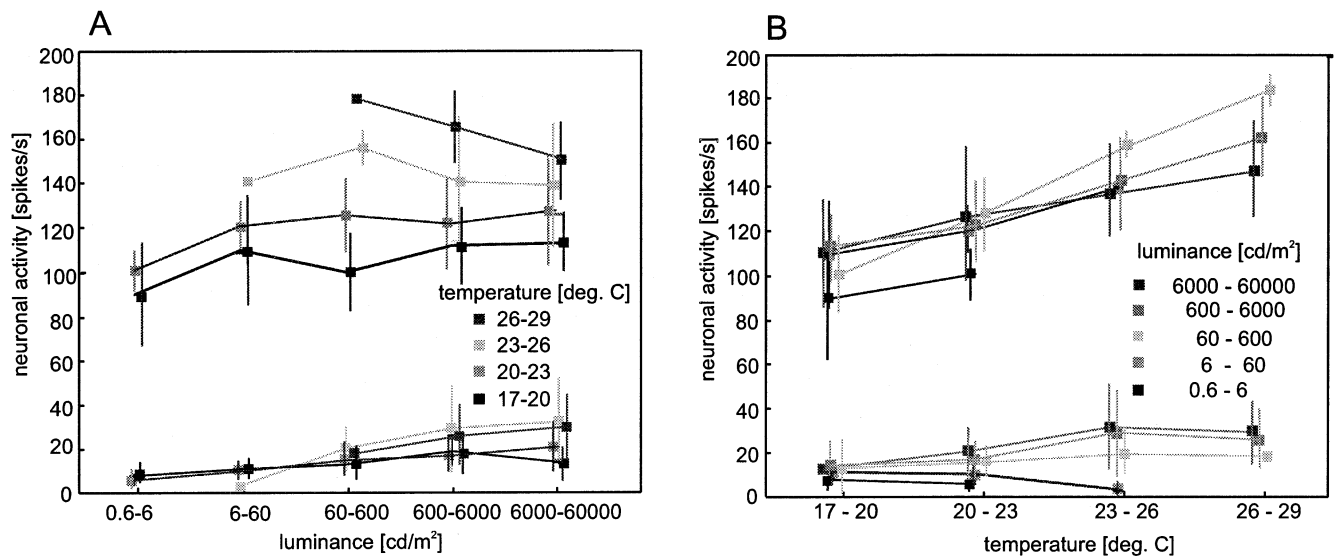 A
neuronal activity [spikes/s]
200
180
160
140
120
100
80
60
40
20
0
0.6-6 6-60 60-600 600-6000 6000-60000
luminance [cd/m²]
temperature [deg. C]
26-29
23-26
20-23
17-20
B
neuronal activity [spikes/s]
200
180
160
140
120
100
80
60
40
20
0
17 - 20 20 - 23 23 - 26 26 - 29
temperature [deg. C]
luminance [cd/m²]
6000 - 60000
600 - 6000
60 - 600
6 - 60
0.6 - 6